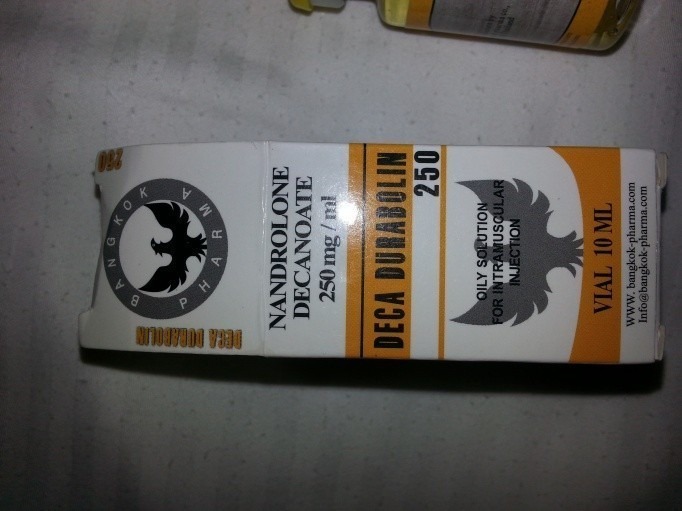 250
BANGKOK PHARMA
DECA DURABOLIN
NANDROLONE
DECANOATE
250 mg / ml
DECA DURABOLIN
250
OILY SOLUTION
FOR INTRAMUSCULAR
INJECTION
VIAL 10 ML
WWW. bangkok-pharma.com
Info@bangkok-pharma.com